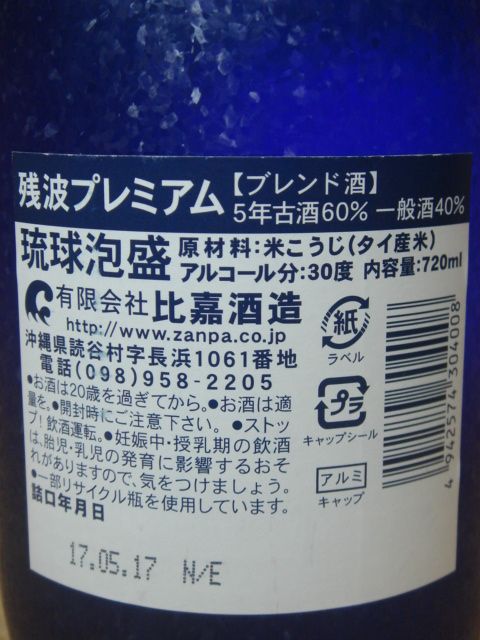 残波プレミアム【ブレンド酒】
5年古酒60% 一般酒40%
琉球泡盛 原材料:米こうじ(タイ産米)
アルコール分:30度 内容量:720ml
有限会社 比嘉酒造
http://www.zanpa.co.jp
沖縄県読谷村字長浜1061番地
電話(098)958-2205
●お酒は20歳を過ぎてから。●お酒は適
量を。●開封時にご注意下さい。●ストッ
プ!飲酒運転。●妊娠中・授乳期の飲酒
は、胎児・乳児の発育に影響するおそ
れがありますので、気をつけましょう。
●一部リサイクル瓶を使用しています。
詰口年月日
17.05.17 N/E
紙
ラベル
プラ
キャップシール
アルミ
キャップ
4942574304008